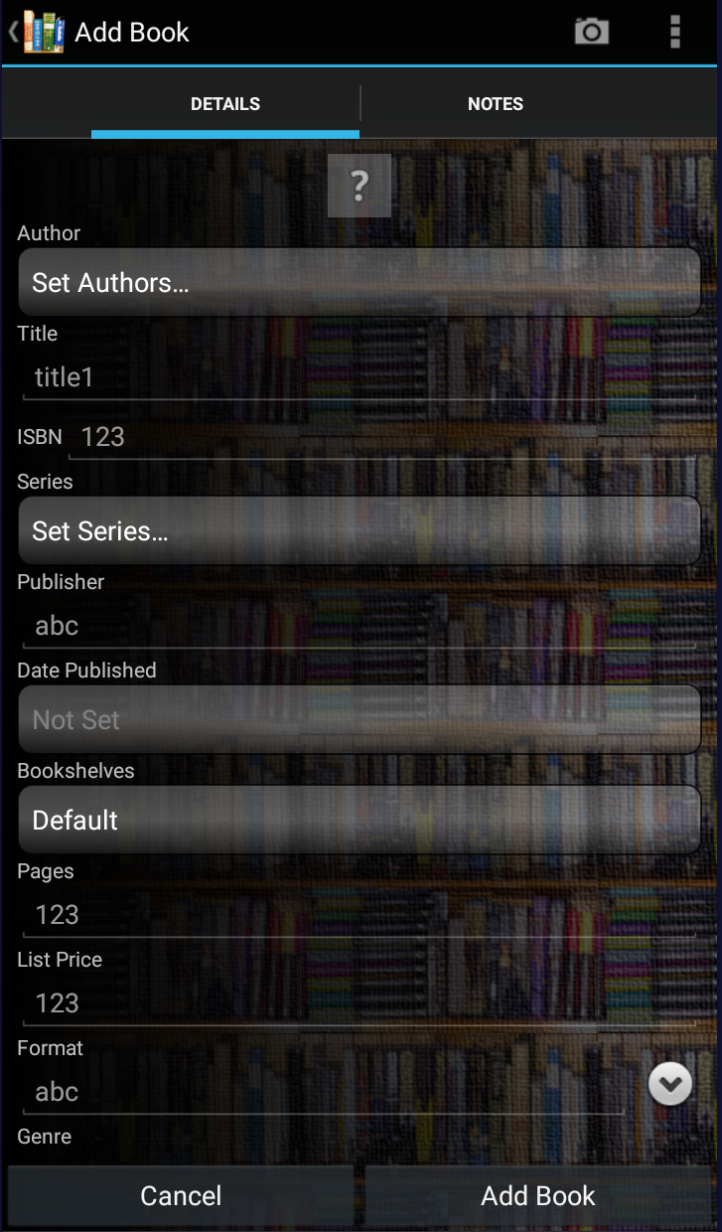 Add Book
DETAILS
NOTES
?
Author
Set Authors...
Title
title1
ISBN 123
Series
Set Series...
Publisher
abc
Date Published
Not Set
Bookshelves
Default
Pages
123
List Price
123
Format
abc
Genre
Cancel
Add Book